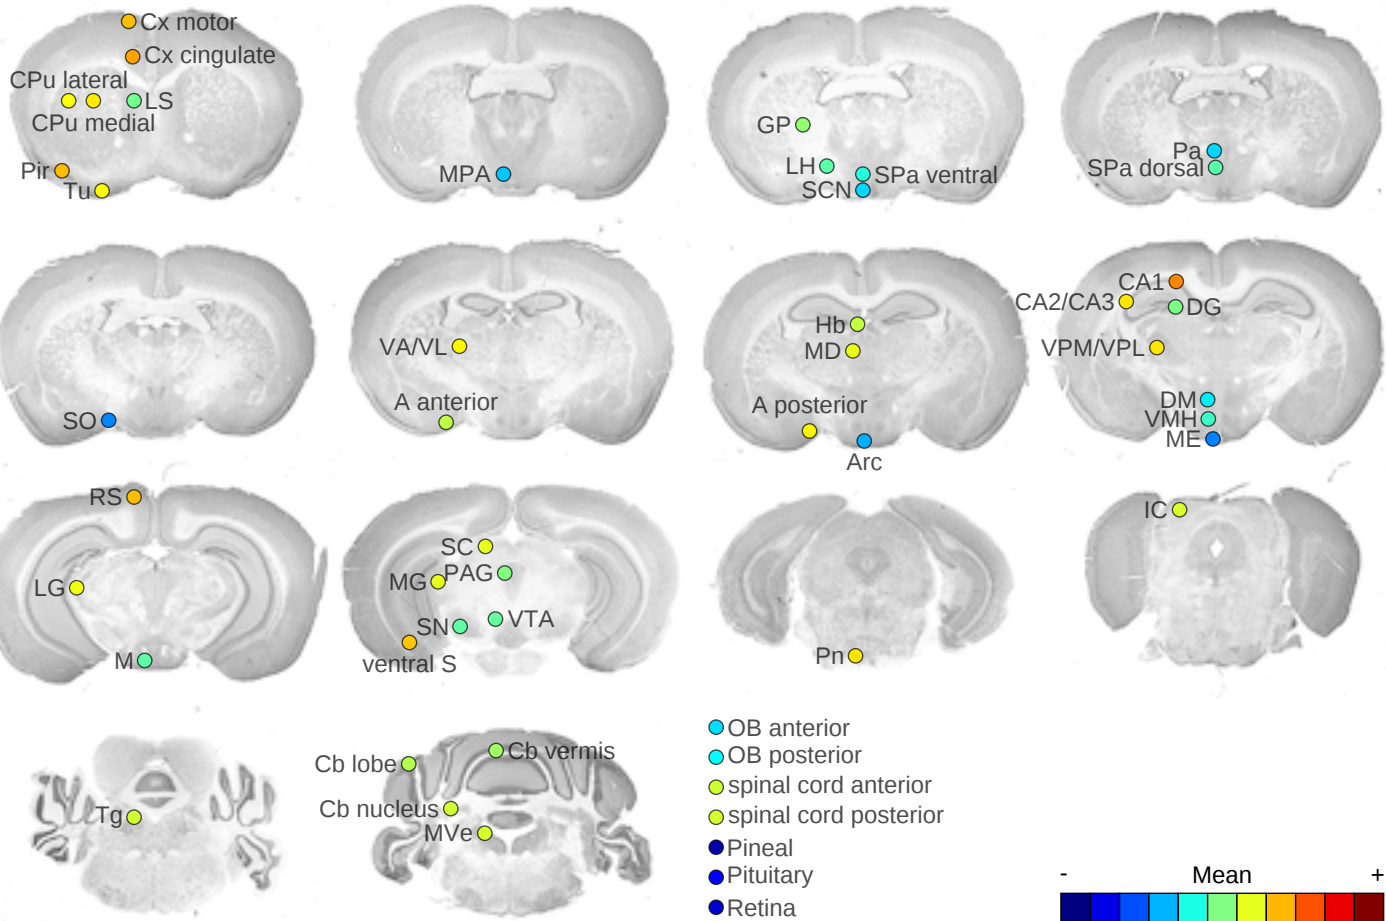 Cx motor
Cx cingulate
CPu lateral
LS
CPu medial
Pir
Tu
MPA
GP
LH
SPa ventral
SCN
Pa
SPa dorsal
SO
VA/VL
A anterior
Hb
MD
A posterior
Arc
CA1
CA2/CA3
DG
VPM/VPL
DM
VMH
ME
RS
LG
M
SC
PAG
MG
SN
VTA
ventral S
Pn
IC
Tg
Cb lobe
Cb vermis
Cb nucleus
MVe
OB anterior
OB posterior
spinal cord anterior
spinal cord posterior
Pineal
Pituitary
Retina
- Mean +